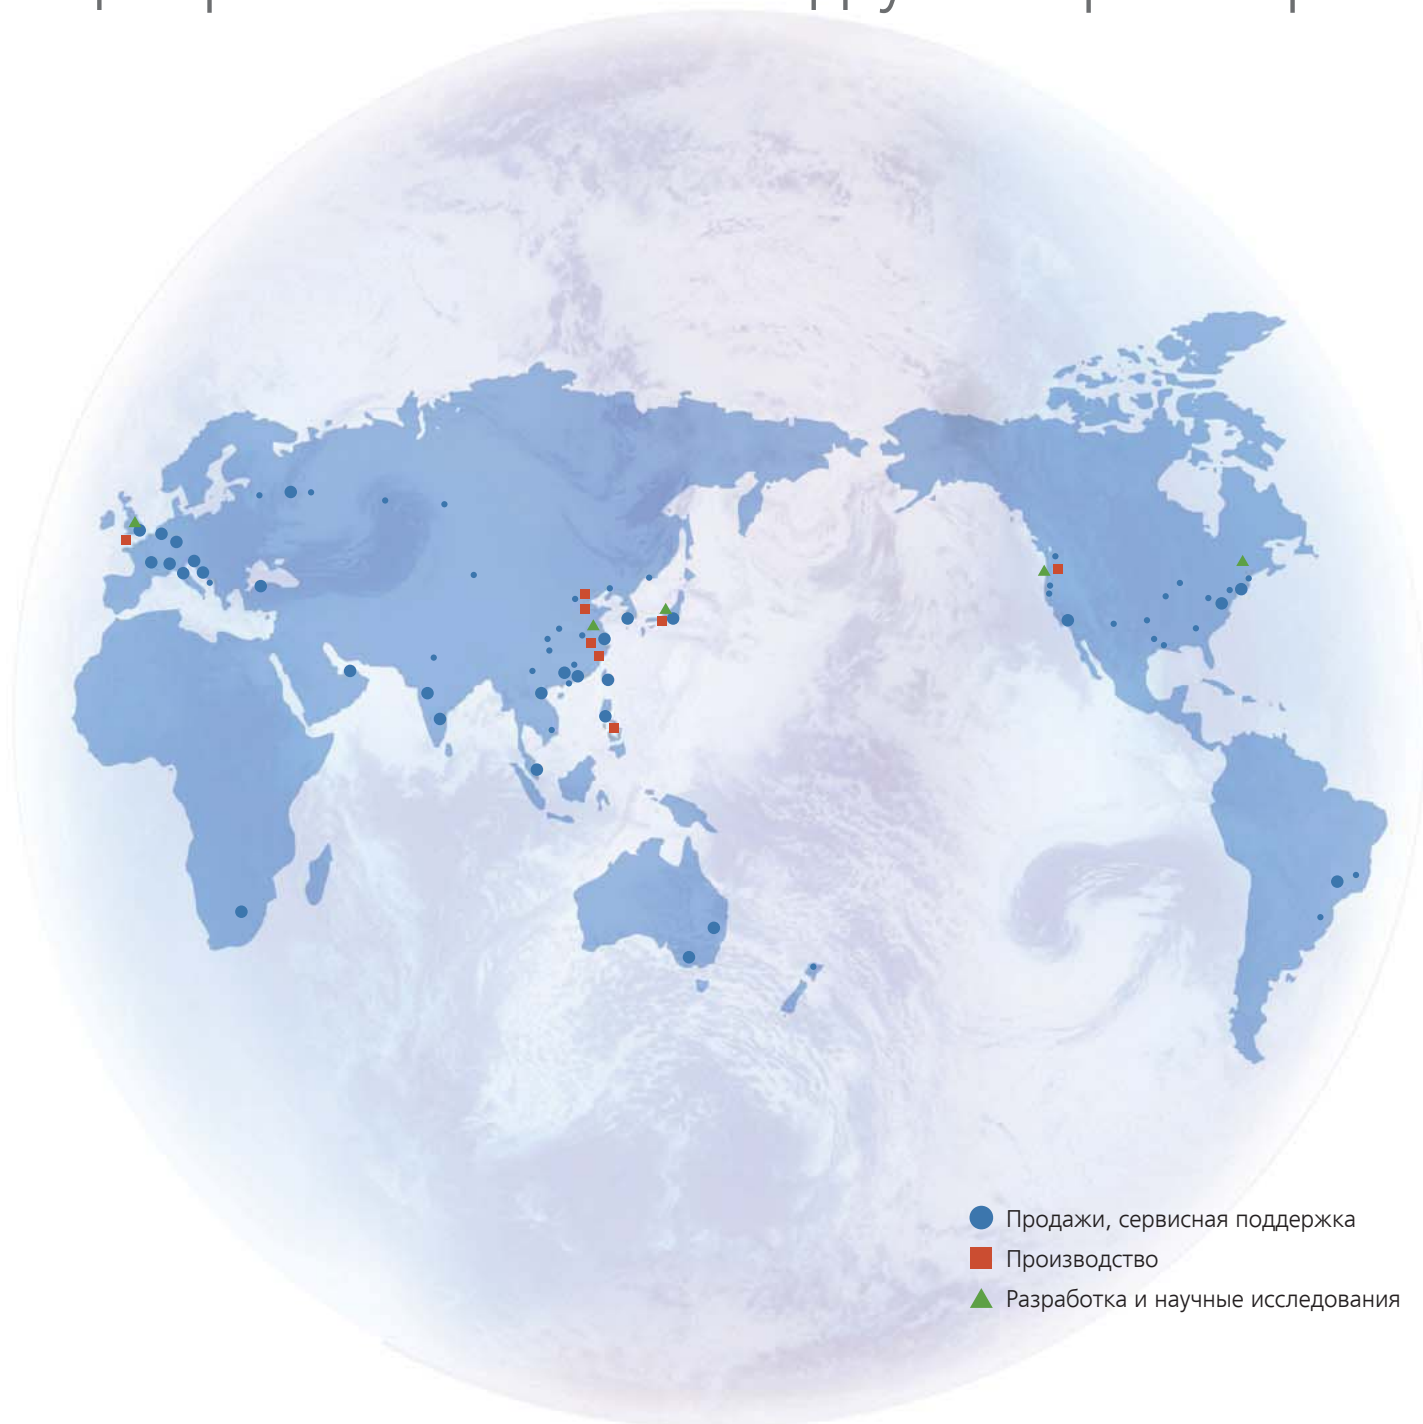 Продажи, сервисная поддержка
Производство
Разработка и научные исследования